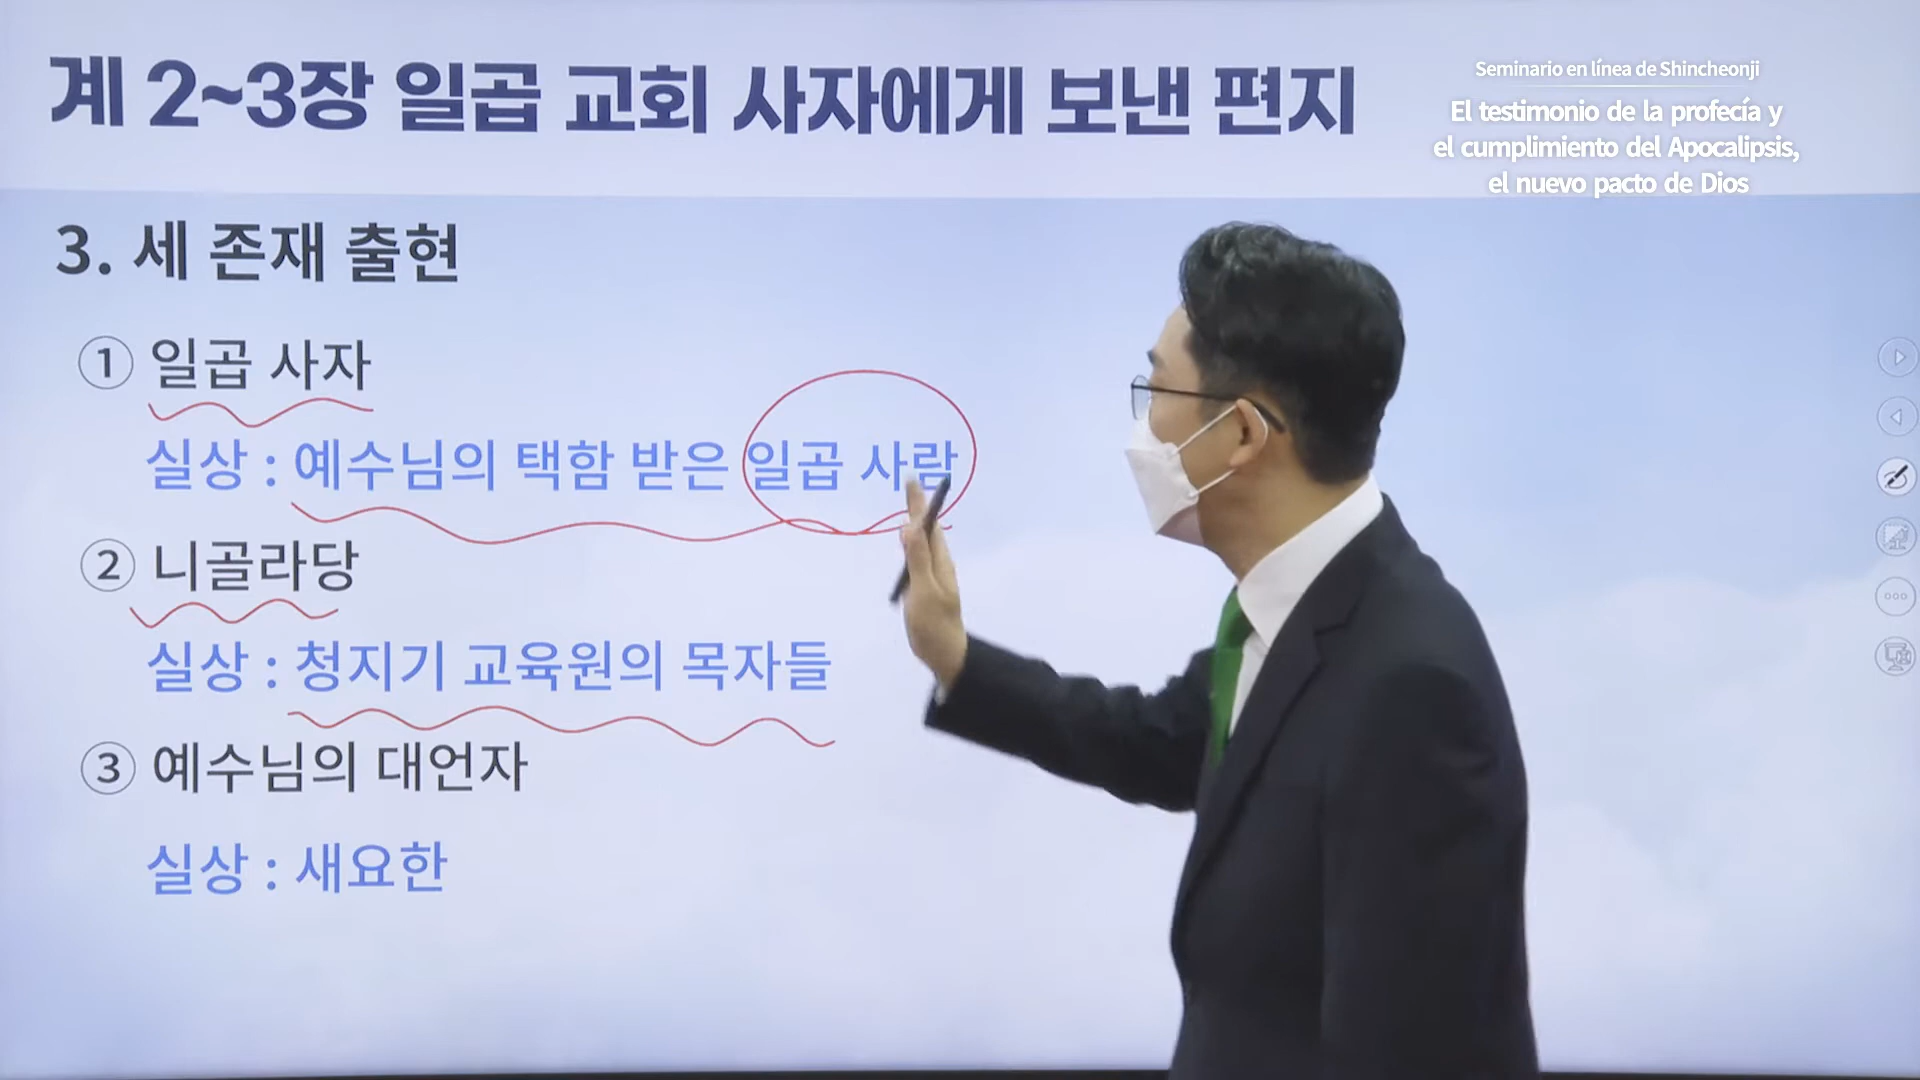 계 2~3장 일곱 교회 사자에게 보낸 편지
Seminario en línea de Shincheonji
El testimonio de la profecía y
el cumplimiento del Apocalipsis,
el nuevo pacto de Dios
3. 세 존재 출현
① 일곱 사자
실상 : 예수님의 택함 받은 일곱 사람
② 니골라당
실상 : 청지기 교육원의 목자들
③ 예수님의 대언자
실상 : 새요한